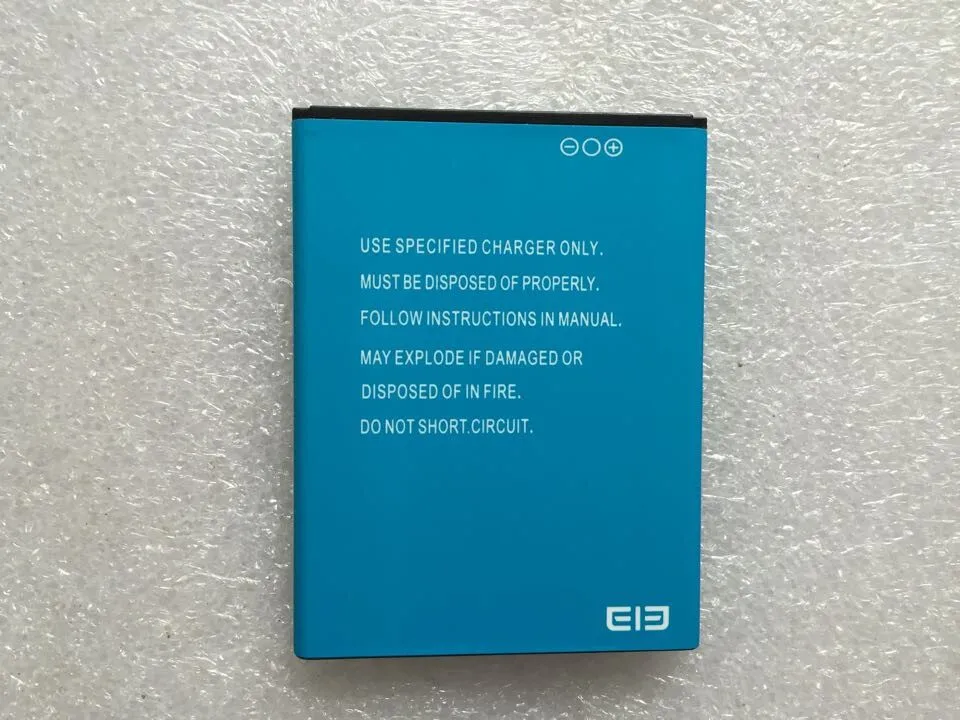 ⊖○⊕
USE SPECIFIED CHARGER ONLY.
MUST BE DISPOSED OF PROPERLY.
FOLLOW INSTRUCTIONS IN MANUAL.
MAY EXPLODE IF DAMAGED OR
DISPOSED OF IN FIRE.
DO NOT SHORT.CIRCUIT.